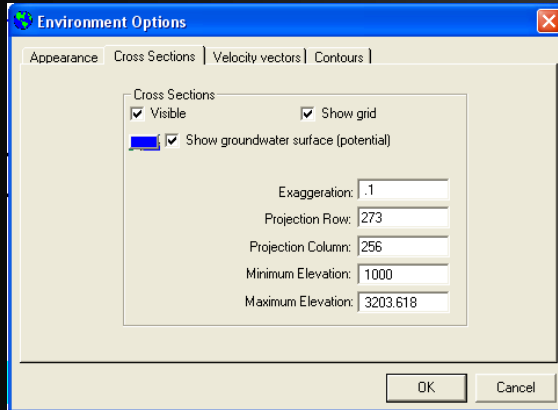 Environment Options
Appearance Cross Sections Velocity vectors Contours
Cross Sections
Visible Show grid
Show groundwater surface (potential)
Exaggeration: .1
Projection Row: 273
Projection Column: 256
Minimum Elevation: 1000
Maximum Elevation: 3203.618
OK Cancel